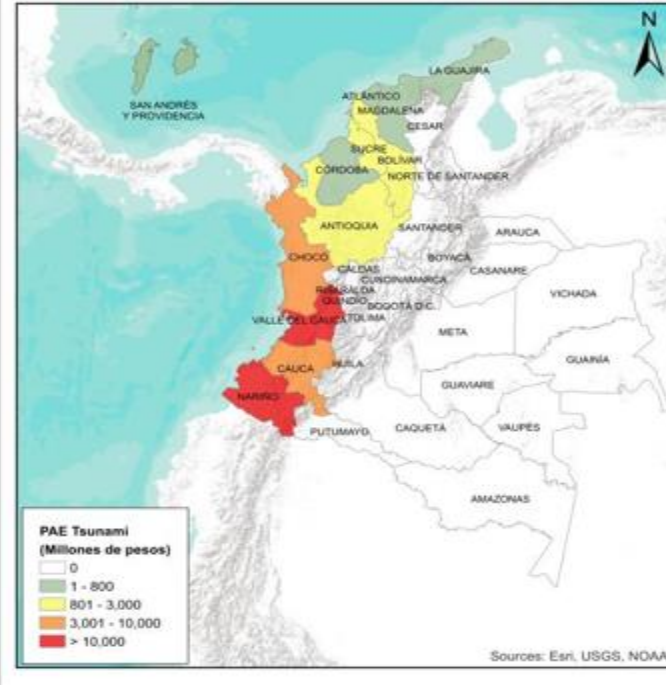 N
LA GUAJIRA
ATLÁNTICO
MAGDALENA
SAN ANDRÉS
Y PROVIDENCIA
CESAR
SUCRE
BOLÍVAR
CÓRDOBA
NORTE DE SANTANDER
ANTIOQUIA
SANTANDER
ARAUCA
CHOCÓ
BOYACÁ
CALDAS
CASANARE
CUNDINAMARCA
RISARALDA
VICHADA
QUINDÍO
BOGOTÁ D.C.
VALLE DEL CAUCA
TOLIMA
META
GUAINÍA
CAUCA
HUILA
GUAVIARE
NARIÑO
PUTUMAYO
CAQUETÁ
VAUPÉS
AMAZONAS
PAE Tsunami
(Millones de pesos)
0
1 - 800
801 - 3,000
3,001 - 10,000
> 10,000
Sources: Esri, USGS, NOAA